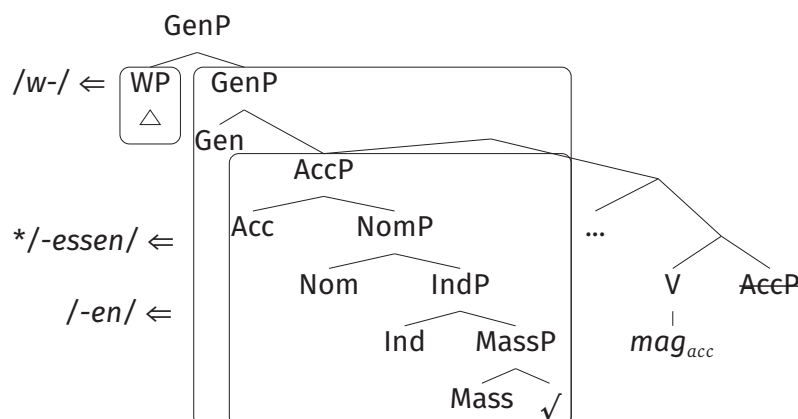 GenP
/w-/ ⇐ WP GenP
Gen
AccP
*/-essen/ ⇐ Acc NomP ...
/-en/ ⇐ Nom IndP V AccP
Ind MassP mag_acc
Mass √